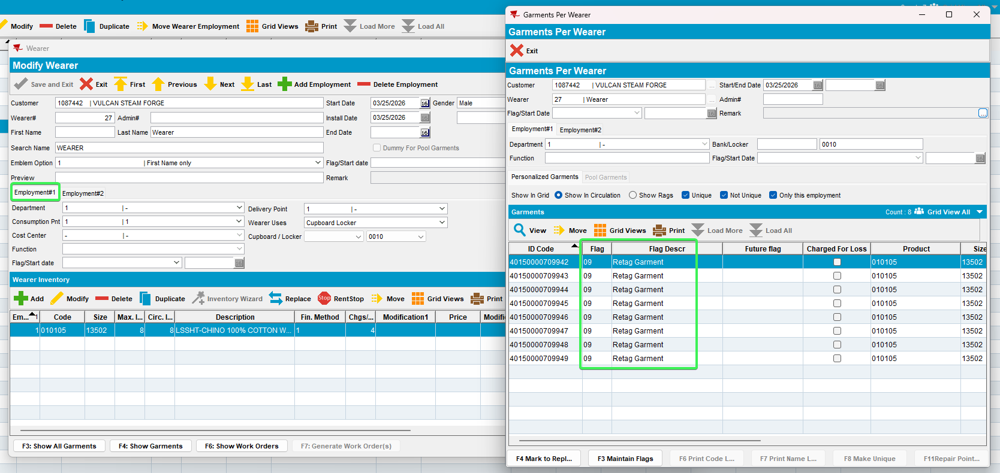 Modify Delete Duplicate Move Wearer Employment Grid Views Print Load More Load All
Wearer
Modify Wearer
Save and Exit Exit First Previous Next Last Add Employment Delete Employment
Customer 1087442 | VULCAN STEAM FORGE Start Date 03/25/2026 16 Gender Male
Wearer# 27 Admin# Install Date 03/25/2026 16
First Name Last Name Wearer End Date 16
Search Name WEARER Dummy For Pool Garments
Emblem Option 1 | First Name only Flag/Start date
Preview Remark
Employment#1 Employment#2
Department 1 | - Delivery Point 1 | -
Consumption Pnt 1 | 1 Wearer Uses Cupboard Locker
Cost Center - | - Cupboard / Locker 0010
Function
Flag/Start date 16
Wearer Inventory
Add Modify Delete Duplicate Inventory Wizard Replace Stop RentStop Move Grid Views Print
Em... 1 Code Size Max. I... Circ. I... Description Fin. Method Chgs/... Modification1 Price Modifi
1 010105 13502 8 8 LSSHT-CHINO 100% COTTON W... 1 4
F3: Show All Garments F4: Show Garments F6: Show Work Orders F7: Generate Work Order(s)
Garments Per Wearer
Garments Per Wearer
Exit
Garments Per Wearer
Customer 1087442 | VULCAN STEAM FORGE ... Start/End Date 03/25/2026 16 16
Wearer 27 | Wearer ... Admin#
Flag/Start Date 16 Remark ...
Employment#1 Employment#2
Department 1 | - Bank/Locker 0010
Function Flag/Start Date 16
Personalized Garments Pool Garments
Show In Grid Show In Circulation Show Rags Unique Not Unique Only this employment
Garments Count : 8 Grid View All
View Move Grid Views Print Load More Load All
ID Code Flag Flag Descr Future flag Charged For Loss Product Size
40150000709942 09 Retag Garment 010105 13502
40150000709943 09 Retag Garment 010105 13502
40150000709944 09 Retag Garment 010105 13502
40150000709945 09 Retag Garment 010105 13502
40150000709946 09 Retag Garment 010105 13502
40150000709947 09 Retag Garment 010105 13502
40150000709948 09 Retag Garment 010105 13502
40150000709949 09 Retag Garment 010105 13502
F4 Mark to Repl... F3 Maintain Flags F6 Print Code L... F7 Print Name L... F8 Make Unique F11Repair Point...